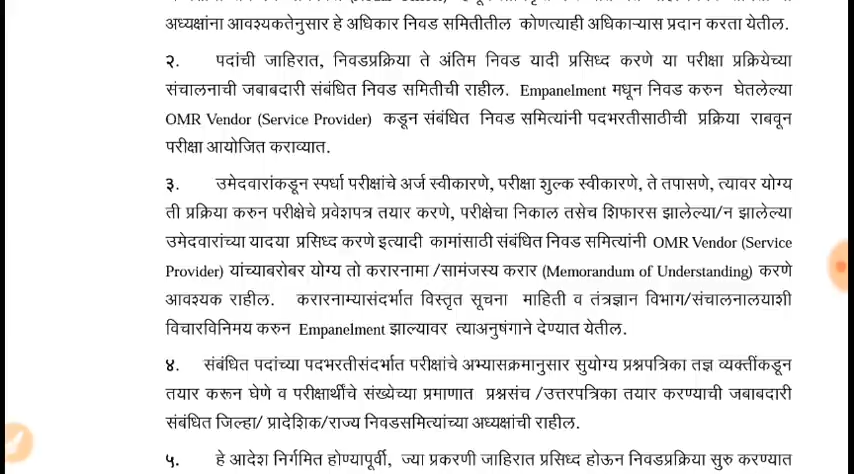 अध्यक्षांना आवश्यकतेनुसार हे अधिकार निवड समितीतील कोणत्याही अधिकाऱ्यास प्रदान करता येतील.
२. पदांची जाहिरात, निवडप्रक्रिया ते अंतिम निवड यादी प्रसिध्द करणे या परीक्षा प्रक्रियेच्या
संचालनाची जबाबदारी संबंधित निवड समितीची राहील. Empanelment मधून निवड करुन घेतलेल्या
OMR Vendor (Service Provider) कडून संबंधित निवड समित्यांनी पदभरतीसाठीची प्रक्रिया राबवून
परीक्षा आयोजित कराव्यात.
३. उमेदवारांकडून स्पर्धा परीक्षांचे अर्ज स्वीकारणे, परीक्षा शुल्क स्वीकारणे, ते तपासणे, त्यावर योग्य
ती प्रक्रिया करुन परीक्षेचे प्रवेशपत्र तयार करणे, परीक्षेचा निकाल तसेच शिफारस झालेल्या/न झालेल्या
उमेदवारांच्या यादया प्रसिध्द करणे इत्यादी कामांसाठी संबंधित निवड समित्यांनी OMR Vendor (Service
Provider) यांच्याबरोबर योग्य तो करारनामा /सामंजस्य करार (Memorandum of Understanding) करणे
आवश्यक राहील. करारनाम्यासंदर्भात विस्तृत सूचना माहिती व तंत्रज्ञान विभाग/संचालनालयाशी
विचारविनिमय करुन Empanelment झाल्यावर त्याअनुषंगाने देण्यात येतील.
४. संबंधित पदांच्या पदभरतीसंदर्भात परीक्षांचे अभ्यासक्रमानुसार सुयोग्य प्रश्नपत्रिका तज्ञ व्यक्तींकडून
तयार करून घेणे व परीक्षार्थीचे संख्येच्या प्रमाणात प्रश्नसंच /उत्तरपत्रिका तयार करण्याची जबाबदारी
संबंधित जिल्हा/ प्रादेशिक/राज्य निवडसमित्यांच्या अध्यक्षांची राहील.
५. हे आदेश निर्गमित होण्यापूर्वी, ज्या प्रकरणी जाहिरात प्रसिध्द होऊन निवडप्रक्रिया सुरु करण्यात